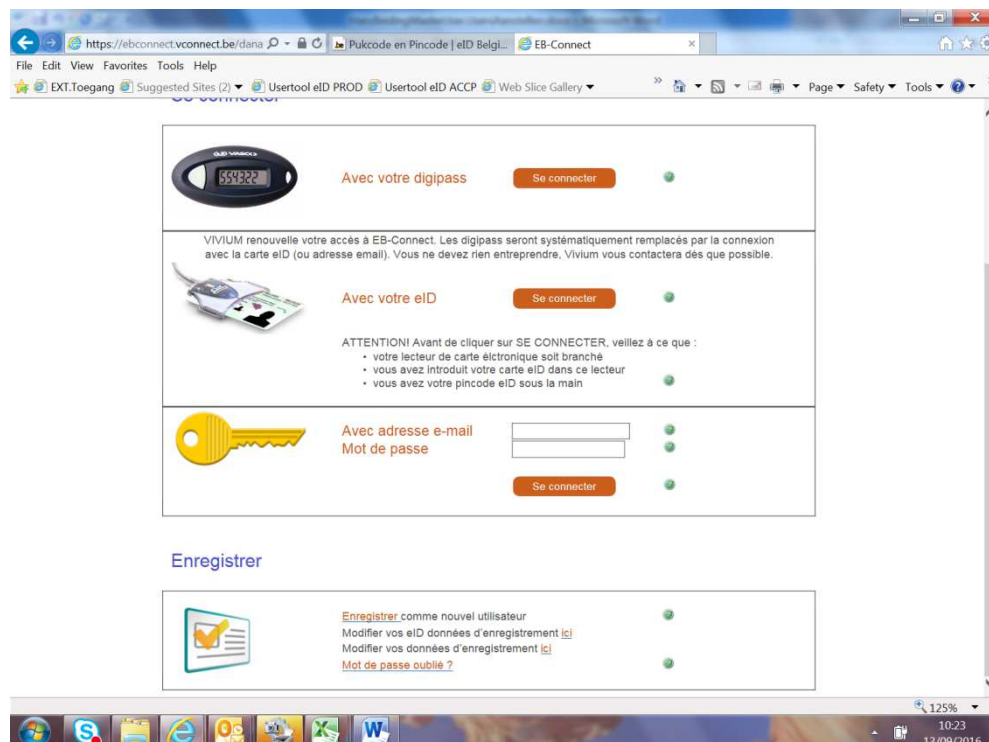 https://ebconnect.vconnect.be/dana
Pukcode en Pincode | eID Belgi...
EB-Connect
File Edit View Favorites Tools Help
EXT.Toegang Suggested Sites (2) Usertool eID PROD Usertool eID ACCP Web Slice Gallery
Page Safety Tools
Se connecter
VASCO
554322
Avec votre digipass
Se connecter
VIVIUM renouvelle votre accès à EB-Connect. Les digipass seront systématiquement remplacés par la connexion
avec la carte eID (ou adresse email). Vous ne devez rien entreprendre, Vivium vous contactera dès que possible.
Avec votre eID
Se connecter
ATTENTION! Avant de cliquer sur SE CONNECTER, veillez à ce que :
• votre lecteur de carte élctronique soit branché
• vous avez introduit votre carte eID dans ce lecteur
• vous avez votre pincode eID sous la main
Avec adresse e-mail
Mot de passe
Se connecter
Enregistrer
Enregistrer comme nouvel utilisateur
Modifier vos eID données d'enregistrement ici
Modifier vos données d'enregistrement ici
Mot de passe oublié ?
125%
10:23
13/09/2016